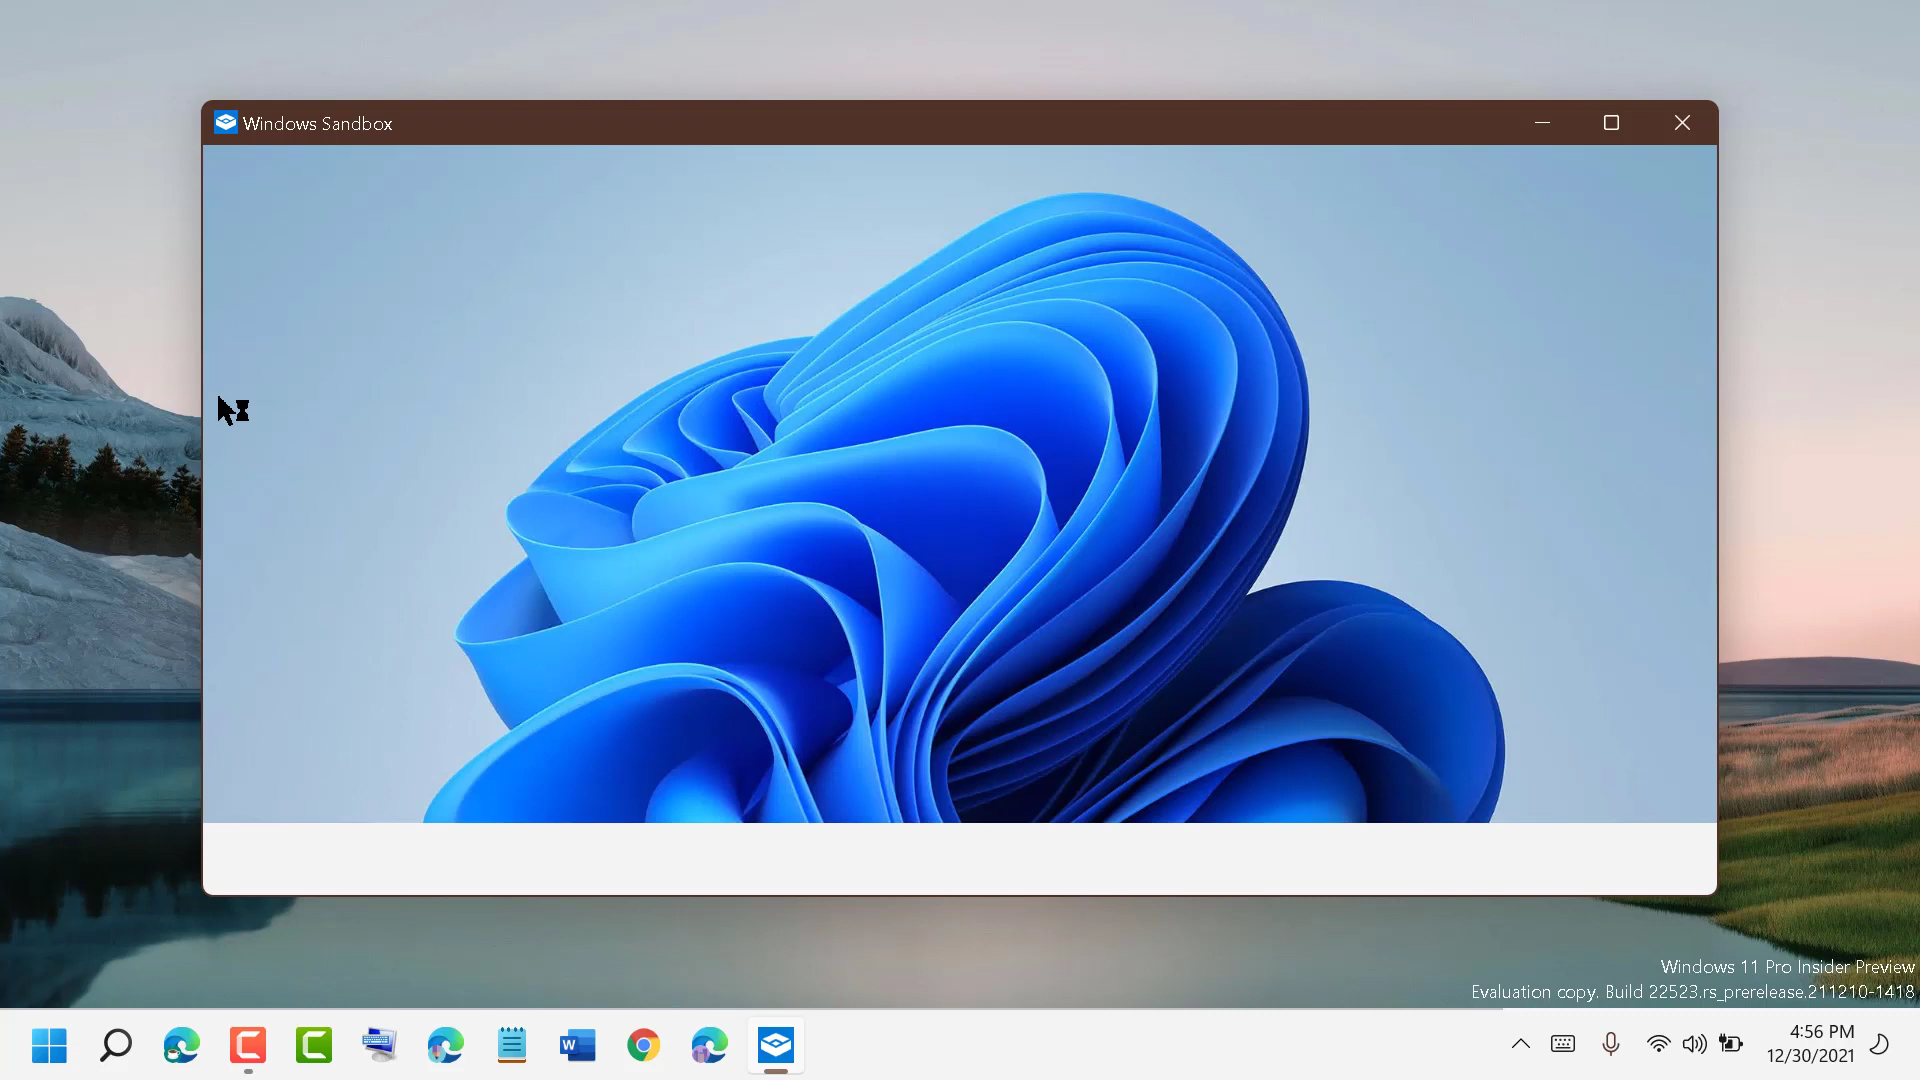 Windows Sandbox
Windows 11 Pro Insider Preview
Evaluation copy. Build 22523.rs_prerelease.211210-1418
4:56 PM
12/30/2021